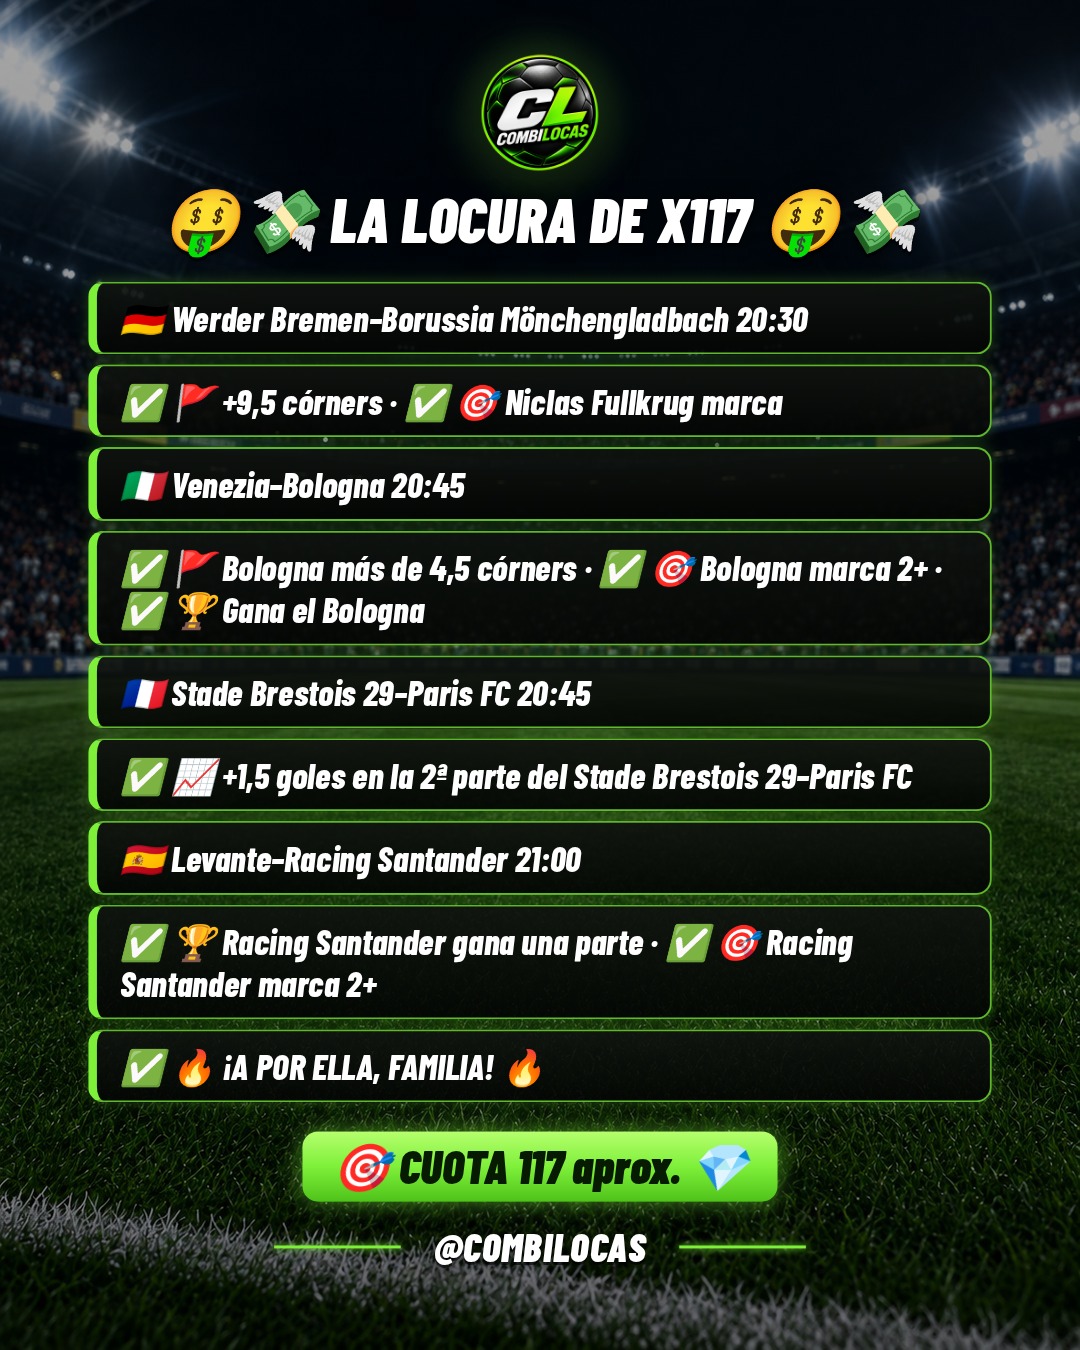 CL
COMBILOCAS
🤑💸 LA LOCURA DE X117 🤑💸
🇩🇪 Werder Bremen-Borussia Mönchengladbach 20:30
✅ 🚩 +9,5 córners · ✅ 🎯 Niclas Fullkrug marca
🇮🇹 Venezia-Bologna 20:45
✅ 🚩 Bologna más de 4,5 córners · ✅ 🎯 Bologna marca 2+ ·
✅ 🏆 Gana el Bologna
🇫🇷 Stade Brestois 29-Paris FC 20:45
✅ 📈 +1,5 goles en la 2ª parte del Stade Brestois 29-Paris FC
🇪🇸 Levante-Racing Santander 21:00
✅ 🏆 Racing Santander gana una parte · ✅ 🎯 Racing
Santander marca 2+
✅ 🔥 ¡A POR ELLA, FAMILIA! 🔥
🎯 CUOTA 117 aprox. 💎
@COMBILOCAS